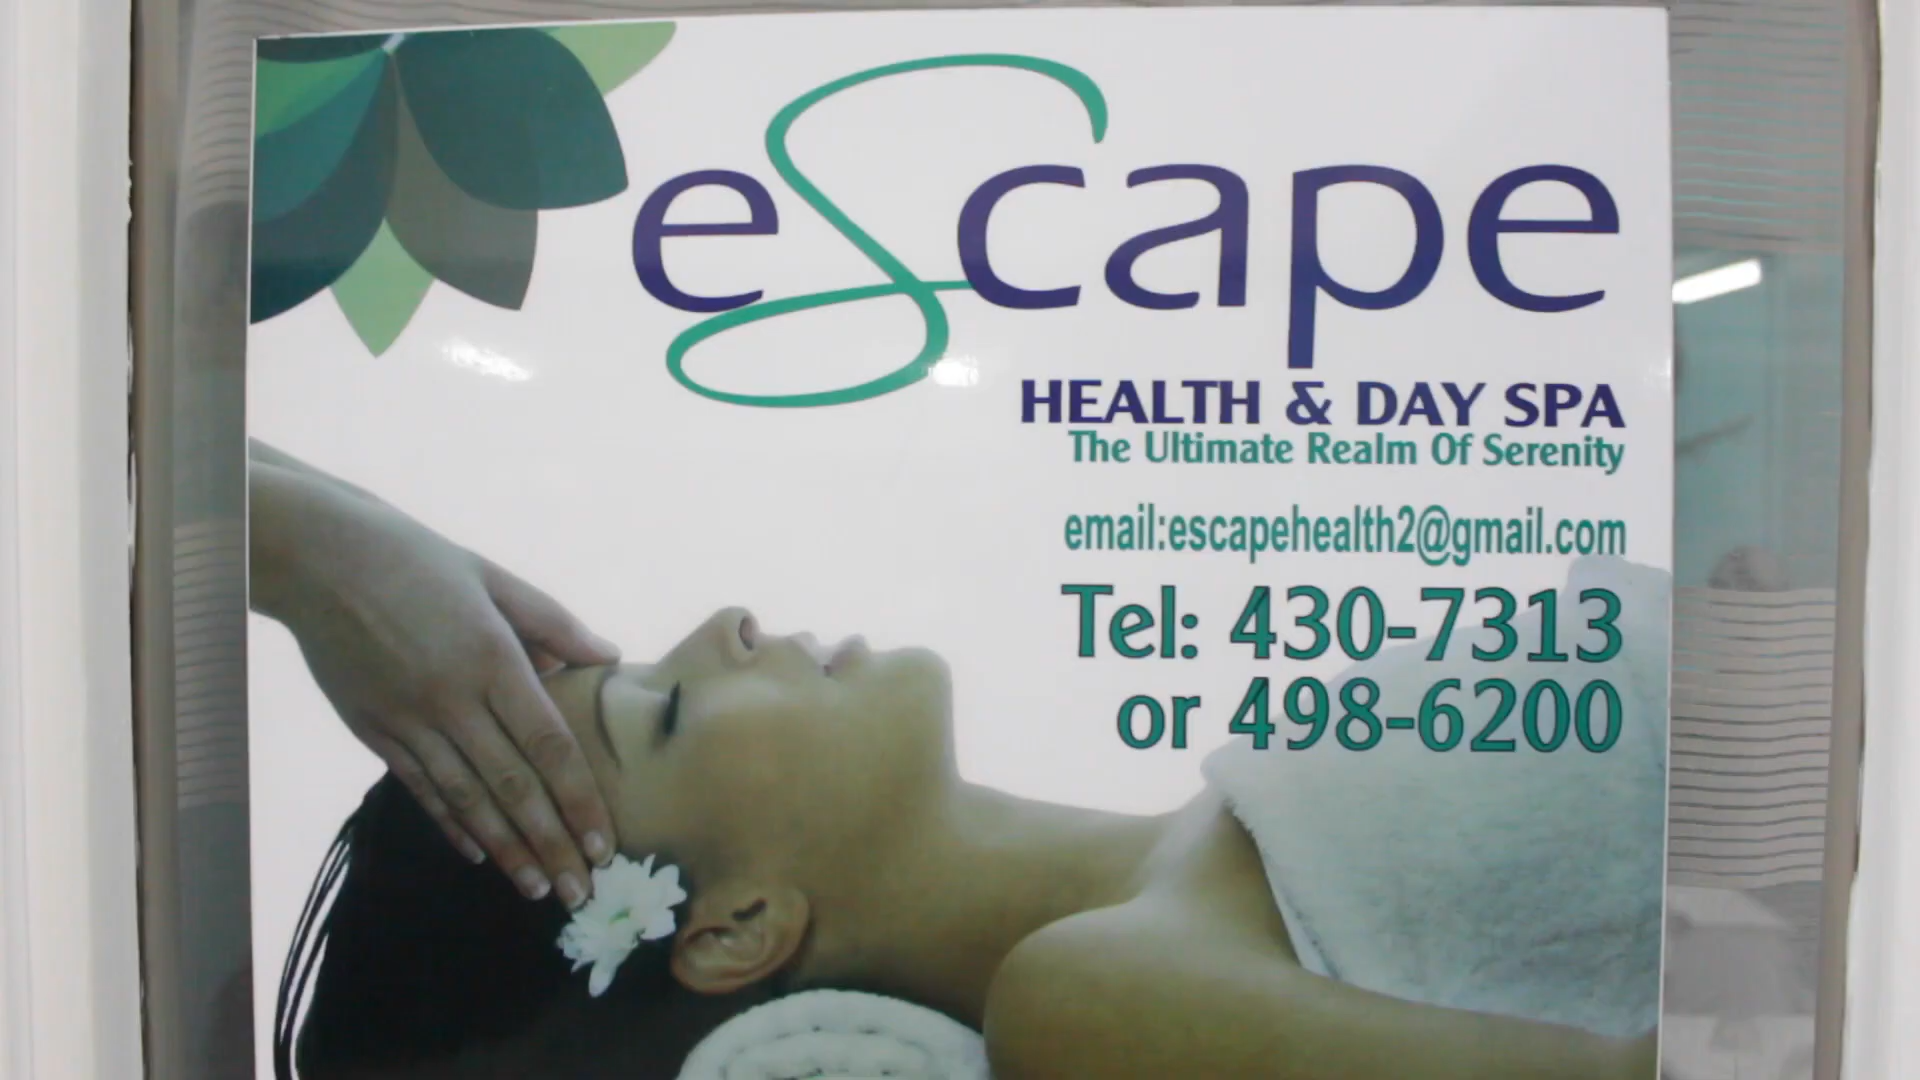 eScape
HEALTH & DAY SPA
The Ultimate Realm Of Serenity
email:escapehealth2@gmail.com
Tel: 430-7313
or 498-6200